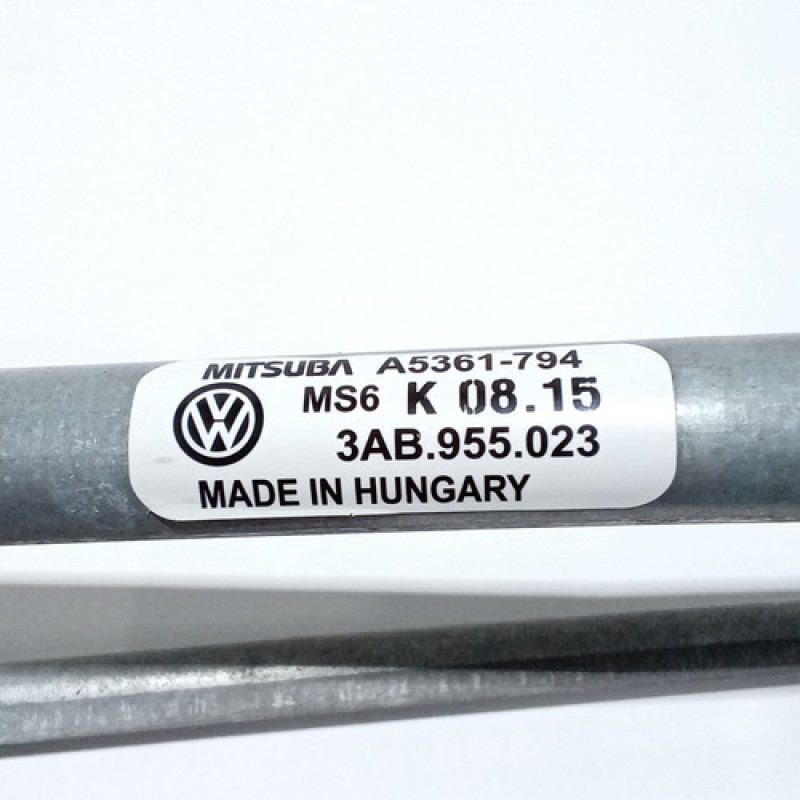 MITSUBA A5361-794
MS6 K 08.15
3AB.955.023
MADE IN HUNGARY